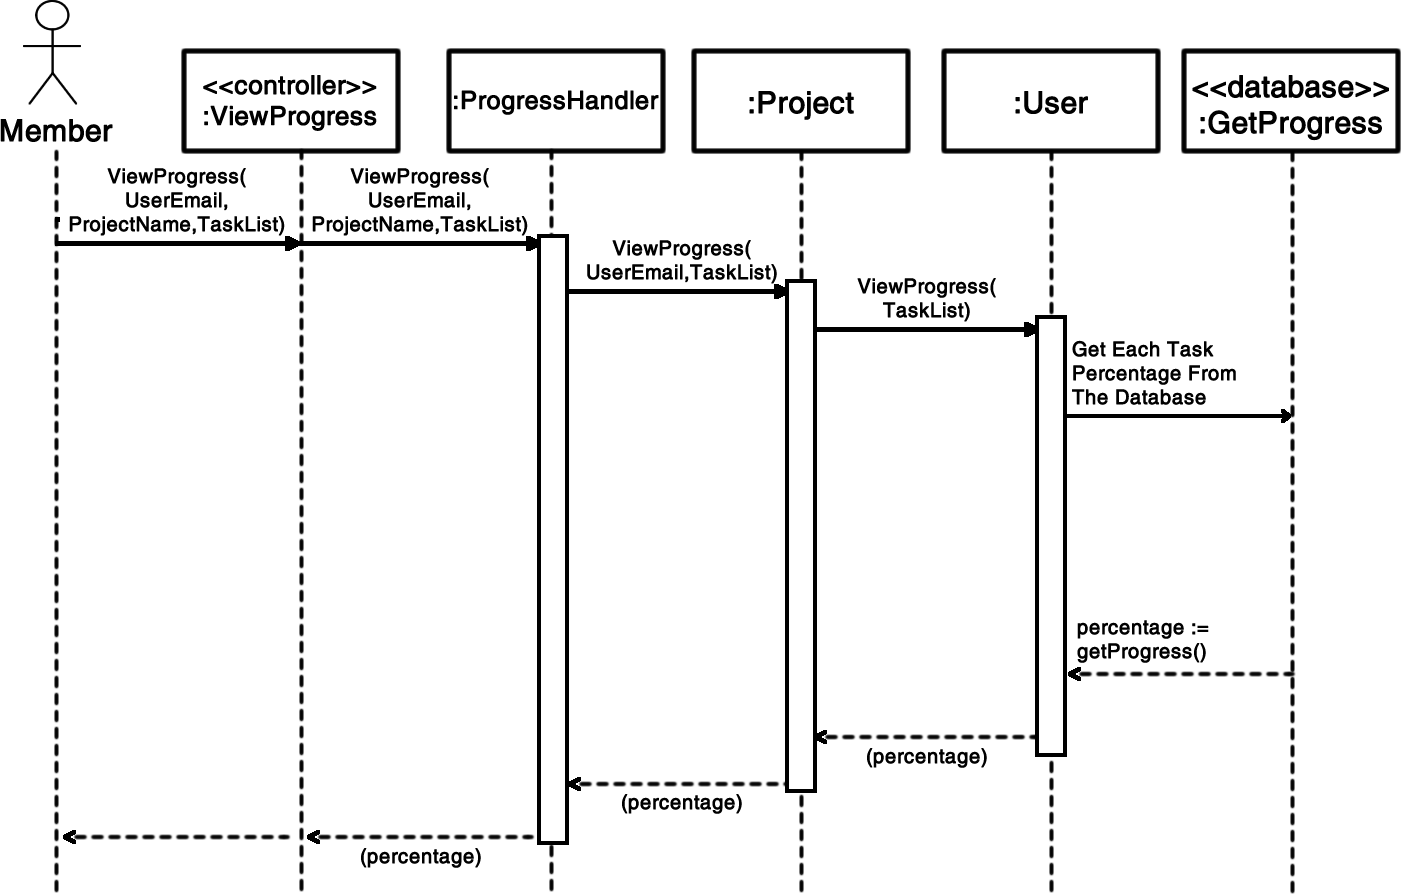 Member
<<controller>>
:ViewProgress
:ProgressHandler
:Project
:User
<<database>>
:GetProgress
ViewProgress(
UserEmail,
ProjectName,TaskList)
ViewProgress(
UserEmail,
ProjectName,TaskList)
ViewProgress(
UserEmail,TaskList)
ViewProgress(
TaskList)
Get Each Task
Percentage From
The Database
percentage :=
getProgress()
(percentage)
(percentage)
(percentage)